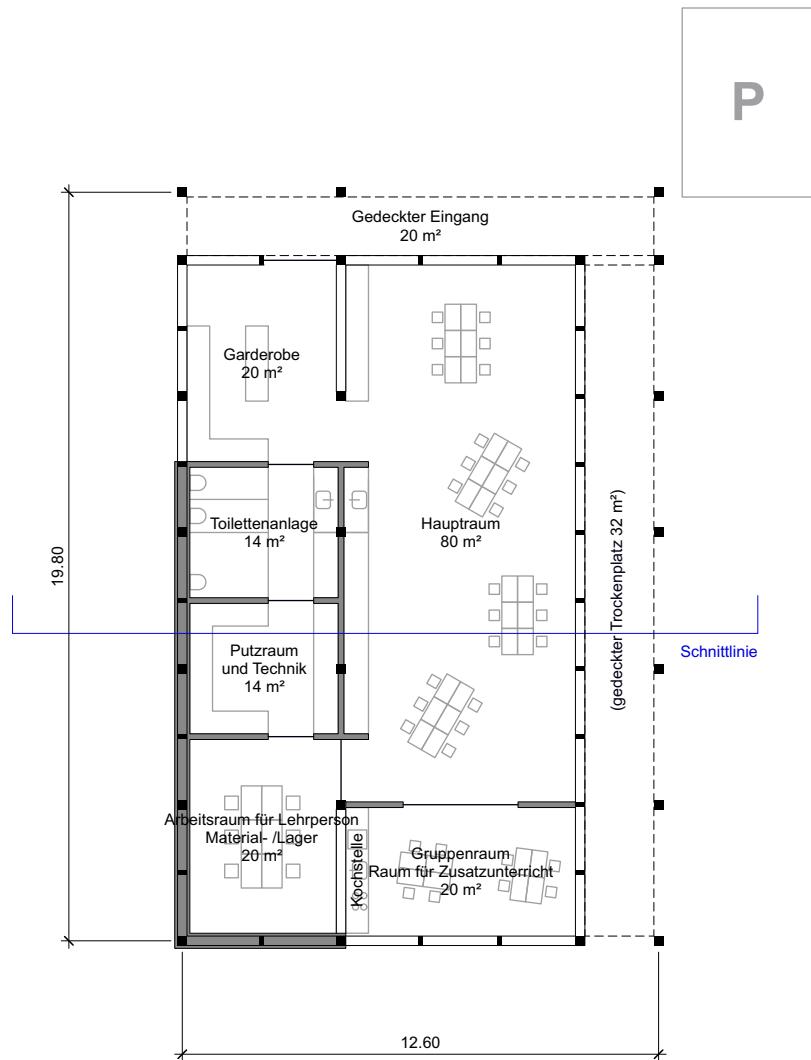 P
Gedeckter Eingang
20 m²
Garderobe
20 m²
Toilettenanlage
14 m²
Hauptraum
80 m²
(gedeckter Trockenplatz 32 m²)
19.80
Schnittlinie
Putzraum
und Technik
14 m²
Arbeitsraum für Lehrperson
Material- /Lager
20 m²
Kochstelle
Gruppenraum
Raum für Zusatzunterricht
20 m²
12.60